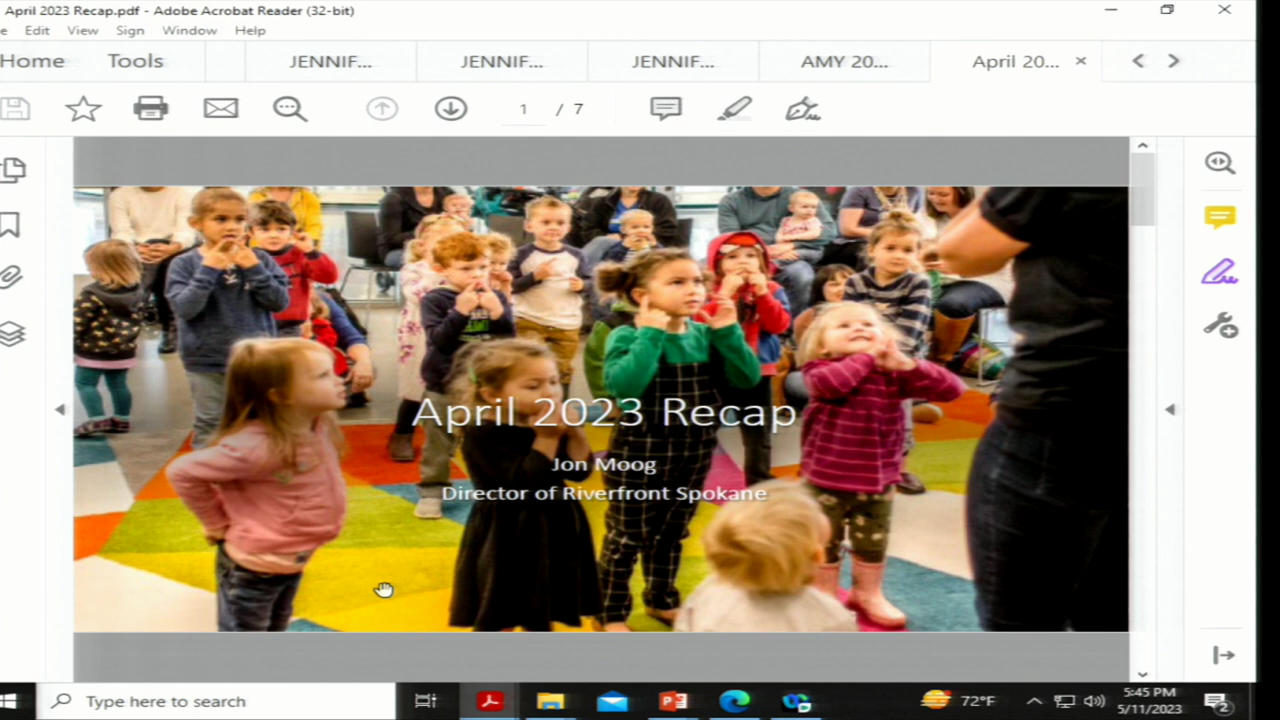 April 2023 Recap.pdf - Adobe Acrobat Reader (32-bit)
e Edit View Sign Window Help
Home Tools JENNIF... JENNIF... JENNIF... AMY 20... April 20... ×
1 / 7
April 2023 Recap
Jon Moog
Director of Riverfront Spokane
Type here to search
72°F
5:45 PM
5/11/2023
2